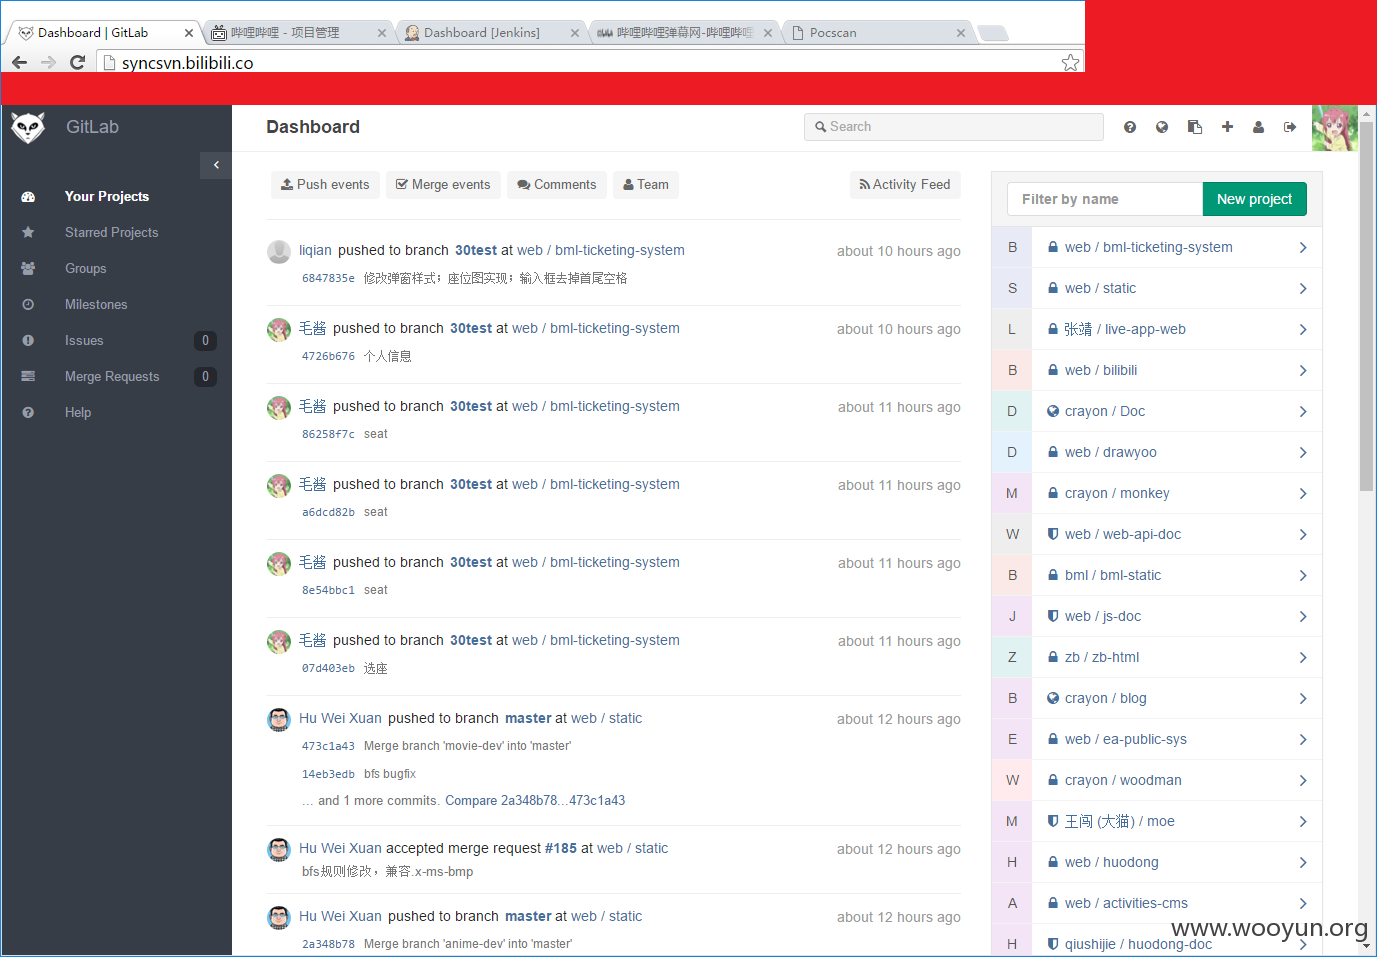 Dashboard | GitLab
哔哩哔哩 - 项目管理
Dashboard [Jenkins]
哔哩哔哩弹幕网-哔哩哔哩
Pocscan
syncsvn.bilibili.co
GitLab
Dashboard
Search
Your Projects
Starred Projects
Groups
Milestones
Issues 0
Merge Requests 0
Help
Push events
Merge events
Comments
Team
Activity Feed
liqian pushed to branch 30test at web / bml-ticketing-system about 10 hours ago
6847835e 修改弹窗样式；座位图实现；输入框去掉首尾空格
毛酱 pushed to branch 30test at web / bml-ticketing-system about 10 hours ago
4726b676 个人信息
毛酱 pushed to branch 30test at web / bml-ticketing-system about 11 hours ago
86258f7c seat
毛酱 pushed to branch 30test at web / bml-ticketing-system about 11 hours ago
a6dcd82b seat
毛酱 pushed to branch 30test at web / bml-ticketing-system about 11 hours ago
8e54bbc1 seat
毛酱 pushed to branch 30test at web / bml-ticketing-system about 11 hours ago
07d403eb 选座
Hu Wei Xuan pushed to branch master at web / static about 12 hours ago
473c1a43 Merge branch 'movie-dev' into 'master'
14eb3edb bfs bugfix
... and 1 more commits. Compare 2a348b78...473c1a43
Hu Wei Xuan accepted merge request #185 at web / static about 12 hours ago
bfs规则修改，兼容.x-ms-bmp
Hu Wei Xuan pushed to branch master at web / static about 12 hours ago
2a348b78 Merge branch 'anime-dev' into 'master'
Filter by name
New project
B web / bml-ticketing-system
S web / static
L 张靖 / live-app-web
B web / bilibili
D crayon / Doc
D web / drawyoo
M crayon / monkey
W web / web-api-doc
B bml / bml-static
J web / js-doc
Z zb / zb-html
B crayon / blog
E web / ea-public-sys
W crayon / woodman
M 王闯 (大猫) / moe
H web / huodong
A web / activities-cms
H qiushijie / huodong-doc
www.wooyun.org